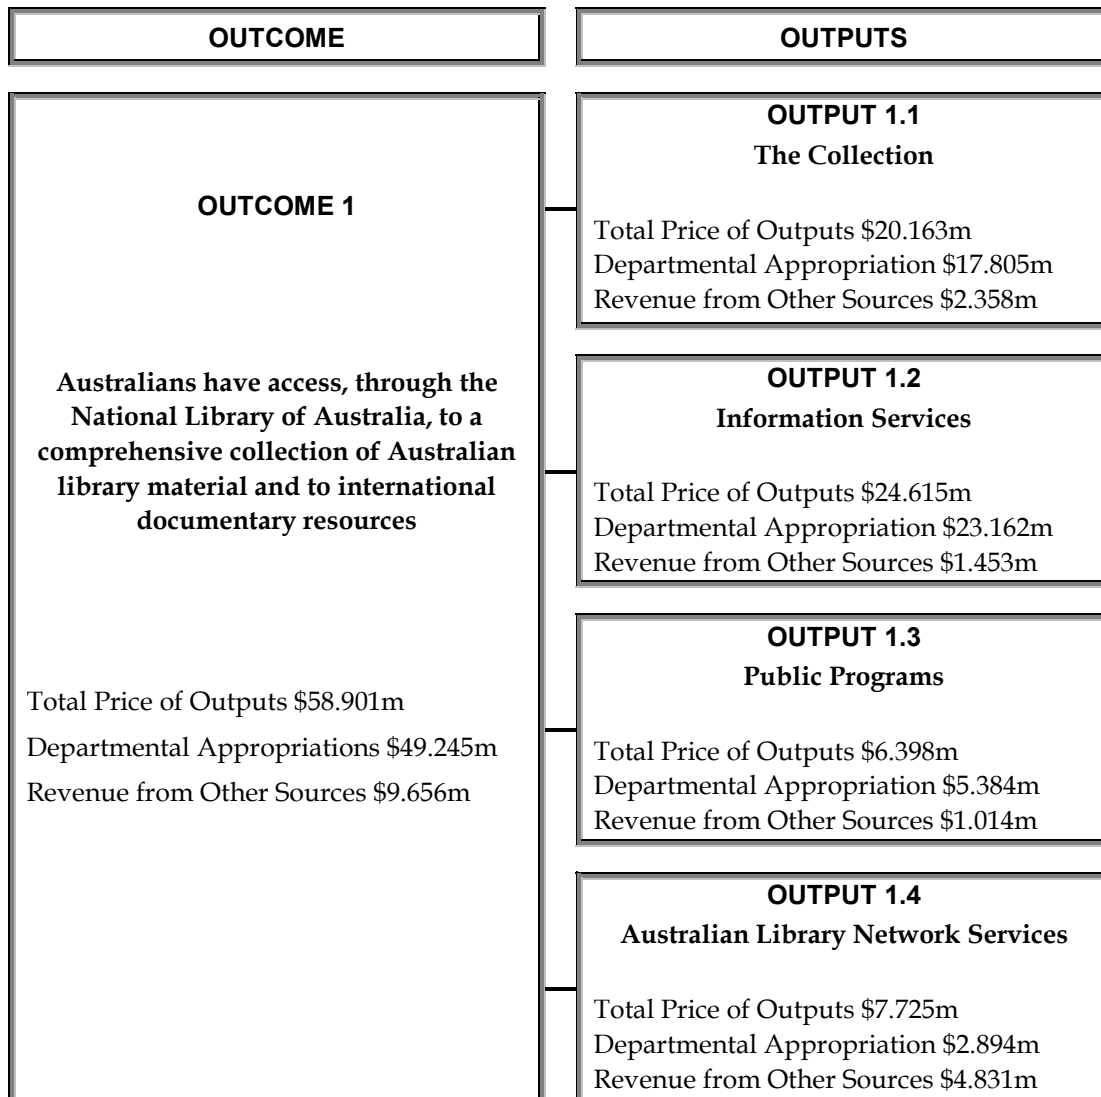 OUTCOME
OUTPUTS
OUTCOME 1
Australians have access, through the
National Library of Australia, to a
comprehensive collection of Australian
library material and to international
documentary resources
Total Price of Outputs $58.901m
Departmental Appropriations $49.245m
Revenue from Other Sources $9.656m
OUTPUT 1.1
The Collection
Total Price of Outputs $20.163m
Departmental Appropriation $17.805m
Revenue from Other Sources $2.358m
OUTPUT 1.2
Information Services
Total Price of Outputs $24.615m
Departmental Appropriation $23.162m
Revenue from Other Sources $1.453m
OUTPUT 1.3
Public Programs
Total Price of Outputs $6.398m
Departmental Appropriation $5.384m
Revenue from Other Sources $1.014m
OUTPUT 1.4
Australian Library Network Services
Total Price of Outputs $7.725m
Departmental Appropriation $2.894m
Revenue from Other Sources $4.831m